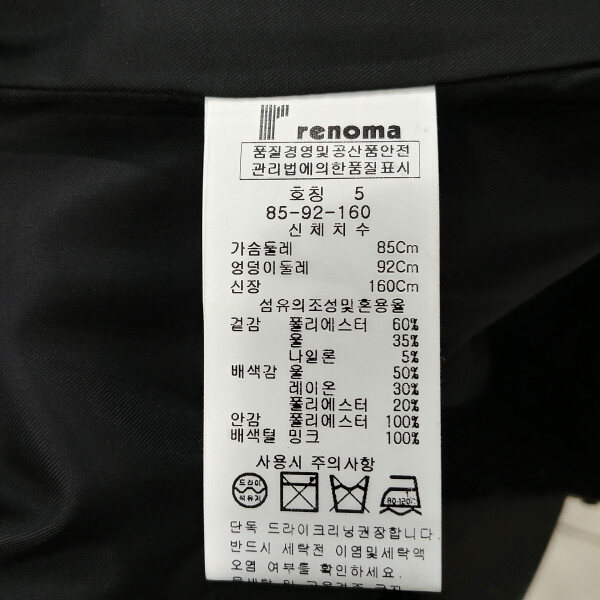 renoma
품질경영및공산품안전
관리법에의한품질표시
호칭 5
85-92-160
신체치수
가슴둘레 85Cm
엉덩이둘레 92Cm
신장 160Cm
섬유의조성및혼용율
겉감 폴리에스터 60%
울 35%
나일론 5%
배색감 울 50%
레이온 30%
폴리에스터 20%
안감 폴리에스터 100%
배색털 밍크 100%
사용시 주의사항
드라이
석유계
80-120℃
단독 드라이크리닝권장합니다.
반드시 세탁전 이염및세탁액
오염 여부를 확인하세요.